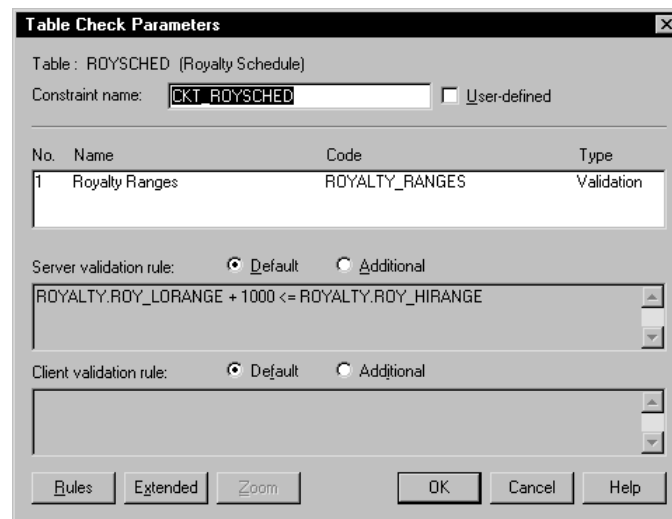 Table Check Parameters
Table : ROYSCHED (Royalty Schedule)
Constraint name: CKT_ROYSCHED User-defined
No. Name Code Type
1 Royalty Ranges ROYALTY_RANGES Validation
Server validation rule: Default Additional
ROYALTY.ROY_LORANGE + 1000 <= ROYALTY.ROY_HIRANGE
Client validation rule: Default Additional
Rules Extended Zoom OK Cancel Help